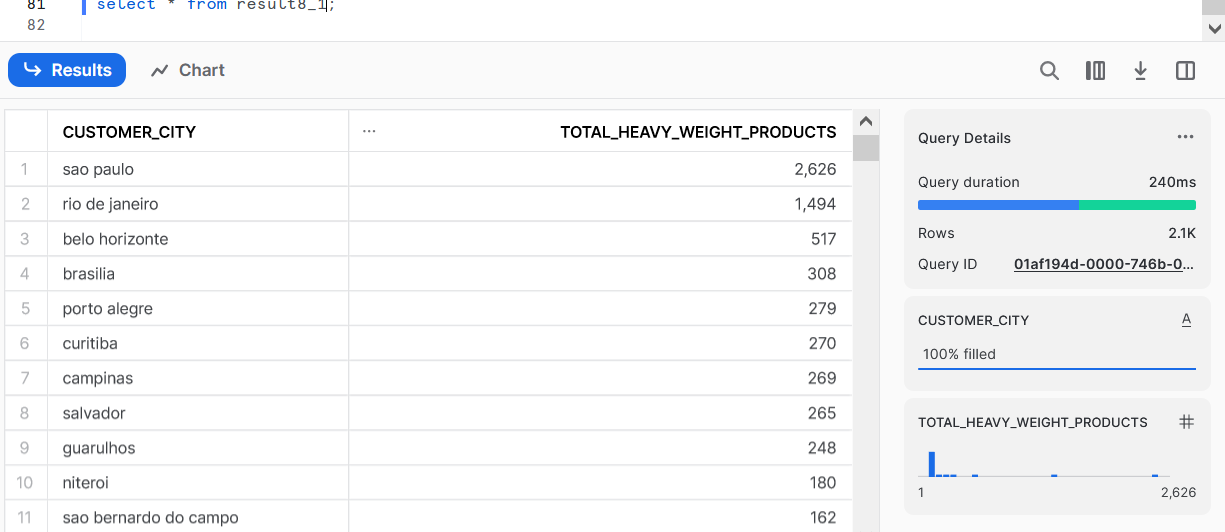 81 select * from result8_1;
82
Results Chart
CUSTOMER_CITY ... TOTAL_HEAVY_WEIGHT_PRODUCTS
1 sao paulo 2,626
2 rio de janeiro 1,494
3 belo horizonte 517
4 brasilia 308
5 porto alegre 279
6 curitiba 270
7 campinas 269
8 salvador 265
9 guarulhos 248
10 niteroi 180
11 sao bernardo do campo 162
Query Details ...
Query duration 240ms
Rows 2.1K
Query ID 01af194d-0000-746b-0...
CUSTOMER_CITY A
100% filled
TOTAL_HEAVY_WEIGHT_PRODUCTS #
1 2,626